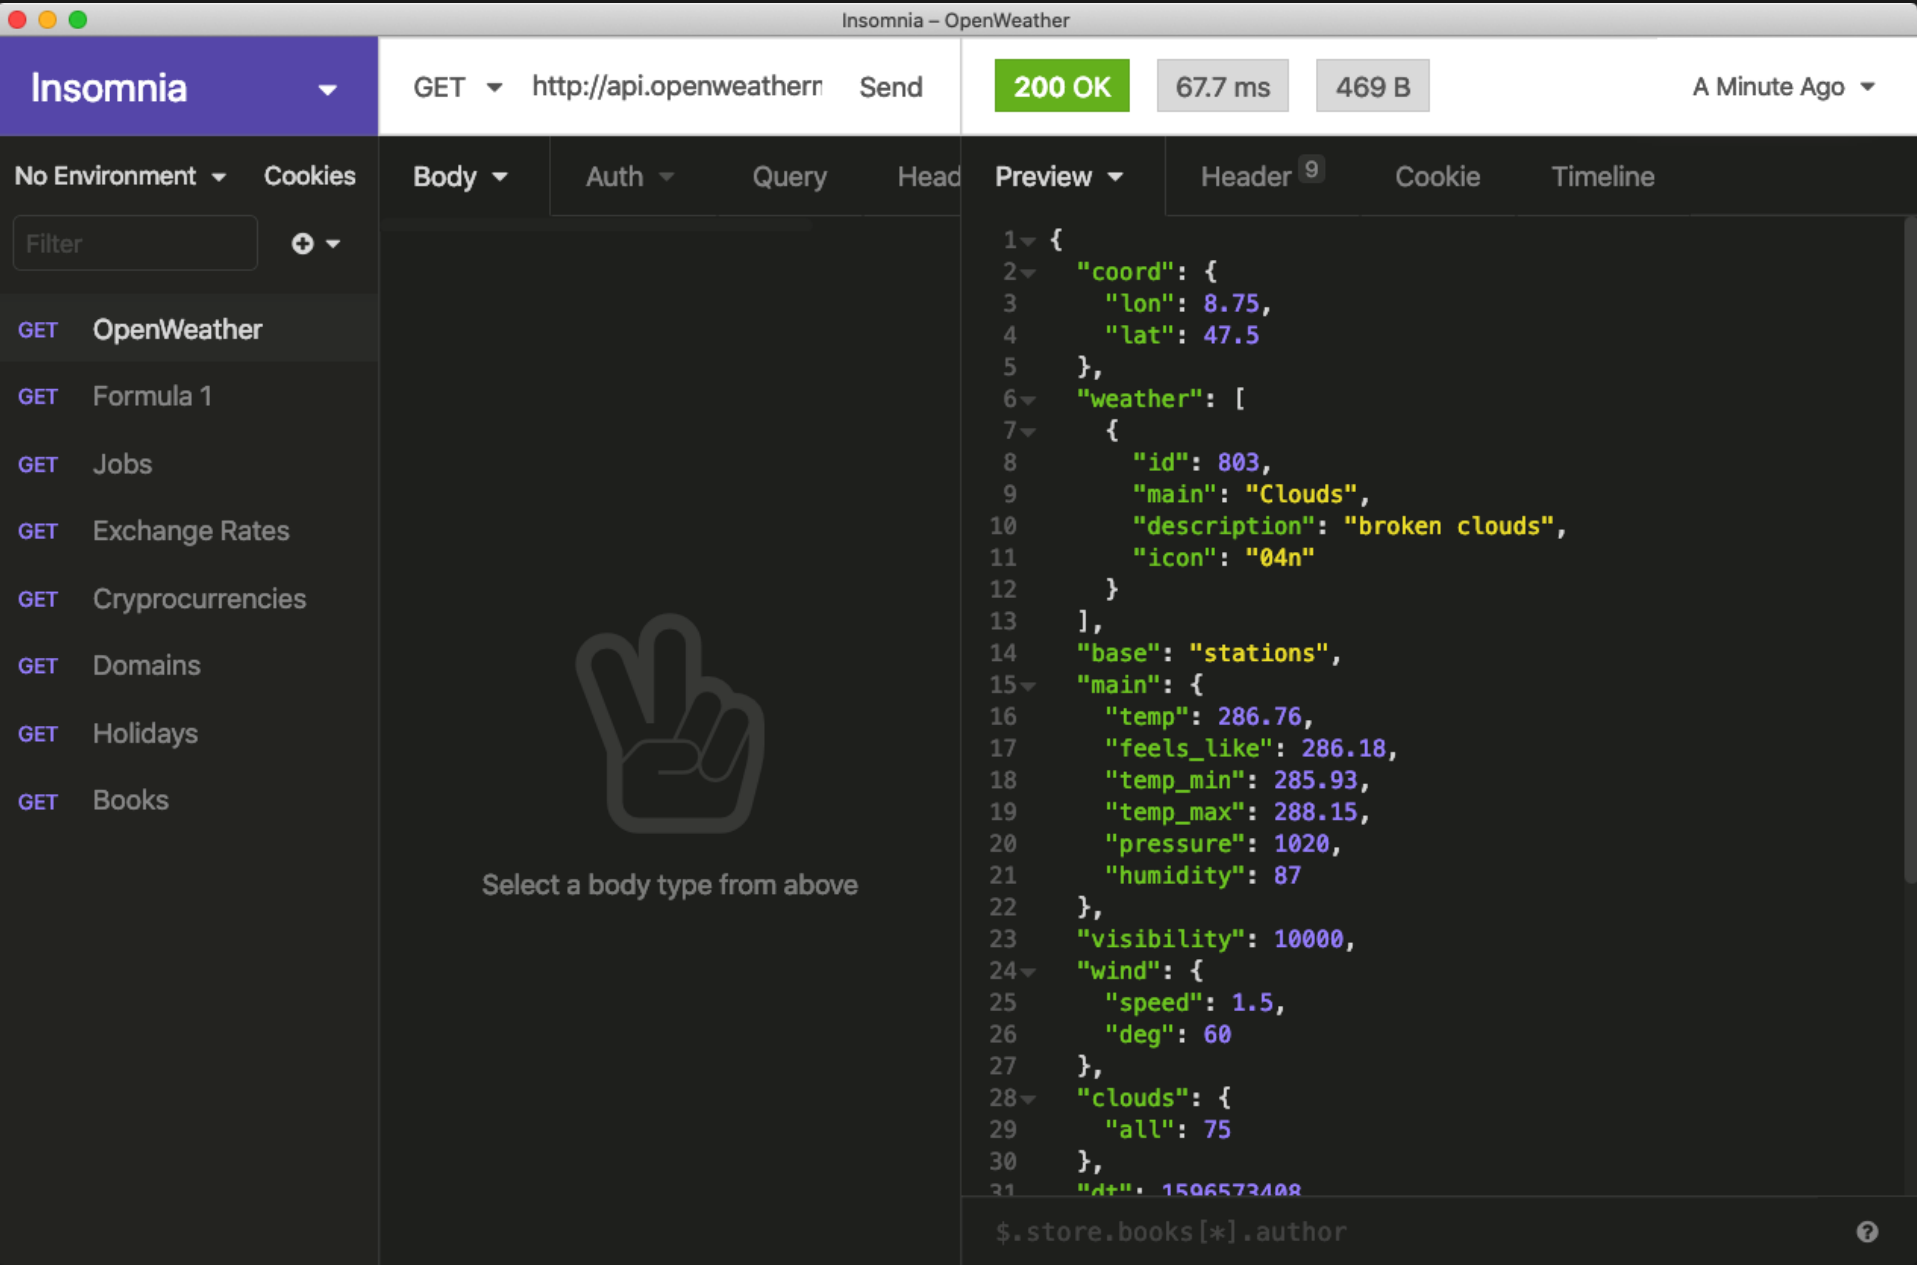 Insomnia – OpenWeather
Insomnia
GET http://api.openweatherm Send
200 OK 67.7 ms 469 B A Minute Ago
No Environment Cookies
Filter
GET OpenWeather
GET Formula 1
GET Jobs
GET Exchange Rates
GET Cryprocurrencies
GET Domains
GET Holidays
GET Books
Body Auth Query Head
Select a body type from above
Preview Header 9 Cookie Timeline
1 {
2 "coord": {
3 "lon": 8.75,
4 "lat": 47.5
5 },
6 "weather": [
7 {
8 "id": 803,
9 "main": "Clouds",
10 "description": "broken clouds",
11 "icon": "04n"
12 }
13 ],
14 "base": "stations",
15 "main": {
16 "temp": 286.76,
17 "feels_like": 286.18,
18 "temp_min": 285.93,
19 "temp_max": 288.15,
20 "pressure": 1020,
21 "humidity": 87
22 },
23 "visibility": 10000,
24 "wind": {
25 "speed": 1.5,
26 "deg": 60
27 },
28 "clouds": {
29 "all": 75
30 },
31 "dt": 1596573408
$.store.books[*].author